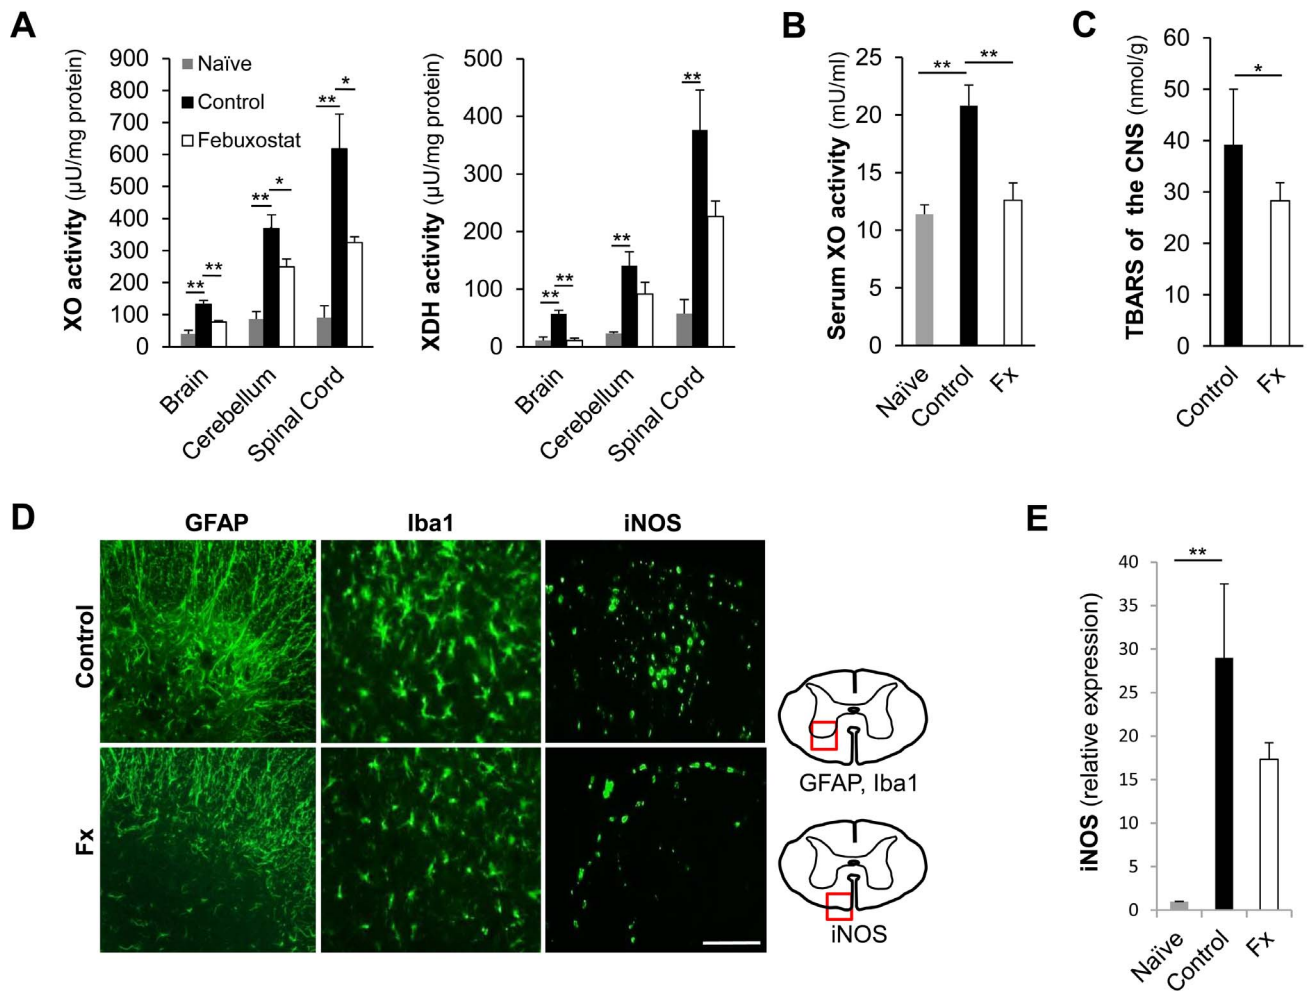 A
XO activity (µU/mg protein)
900
800
700
600
500
400
300
200
100
0
Naïve
Control
Febuxostat
**
**
**
*
**
*
Brain
Cerebellum
Spinal Cord
XDH activity (µU/mg protein)
500
400
300
200
100
0
**
**
**
**
Brain
Cerebellum
Spinal Cord
B
Serum XO activity (mU/ml)
25
20
15
10
5
0
**
**
Naïve
Control
Fx
C
TBARS of the CNS (nmol/g)
60
50
40
30
20
10
0
*
Control
Fx
D
GFAP
Iba1
iNOS
Control
Fx
GFAP, Iba1
iNOS
E
iNOS (relative expression)
40
35
30
25
20
15
10
5
0
**
Naïve
Control
Fx